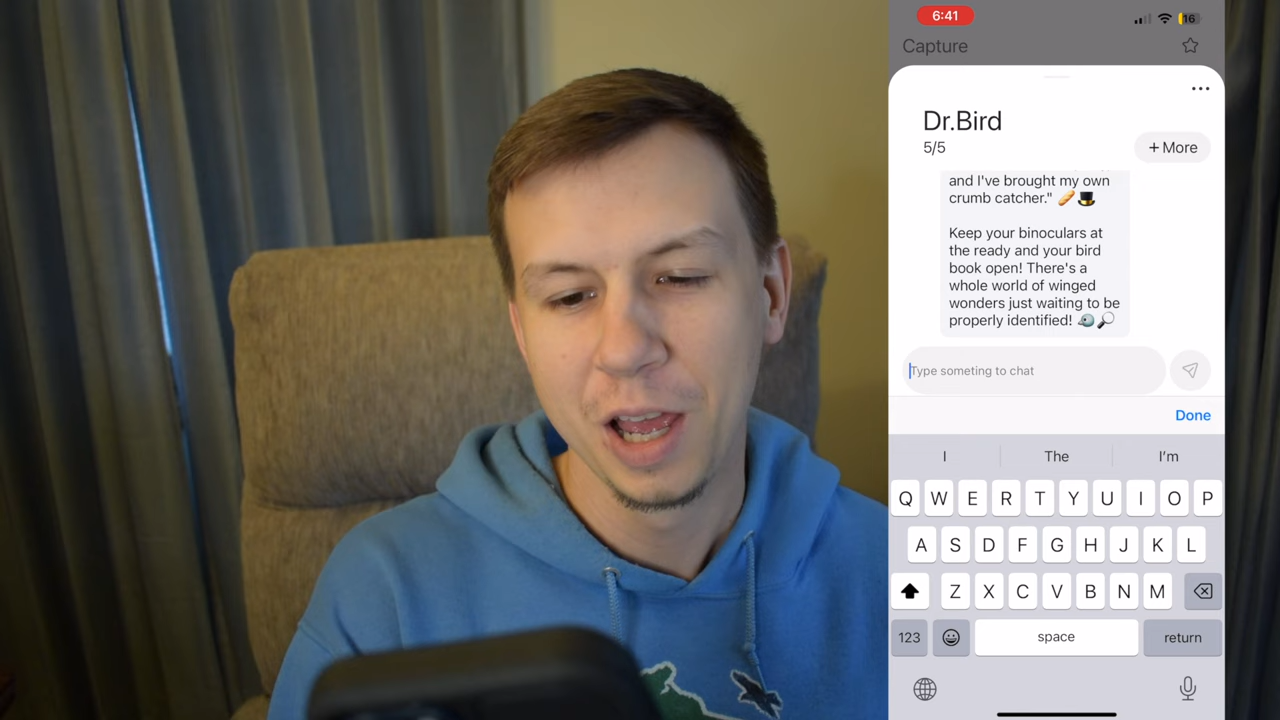 6:41
16
Capture
Dr.Bird
5/5
+ More
and I've brought my own
crumb catcher." 🥖🎩
Keep your binoculars at
the ready and your bird
book open! There's a
whole world of winged
wonders just waiting to be
properly identified! 🐦🔎
Type someting to chat
Done
I The I'm
Q W E R T Y U I O P
A S D F G H J K L
Z X C V B N M
123 space return